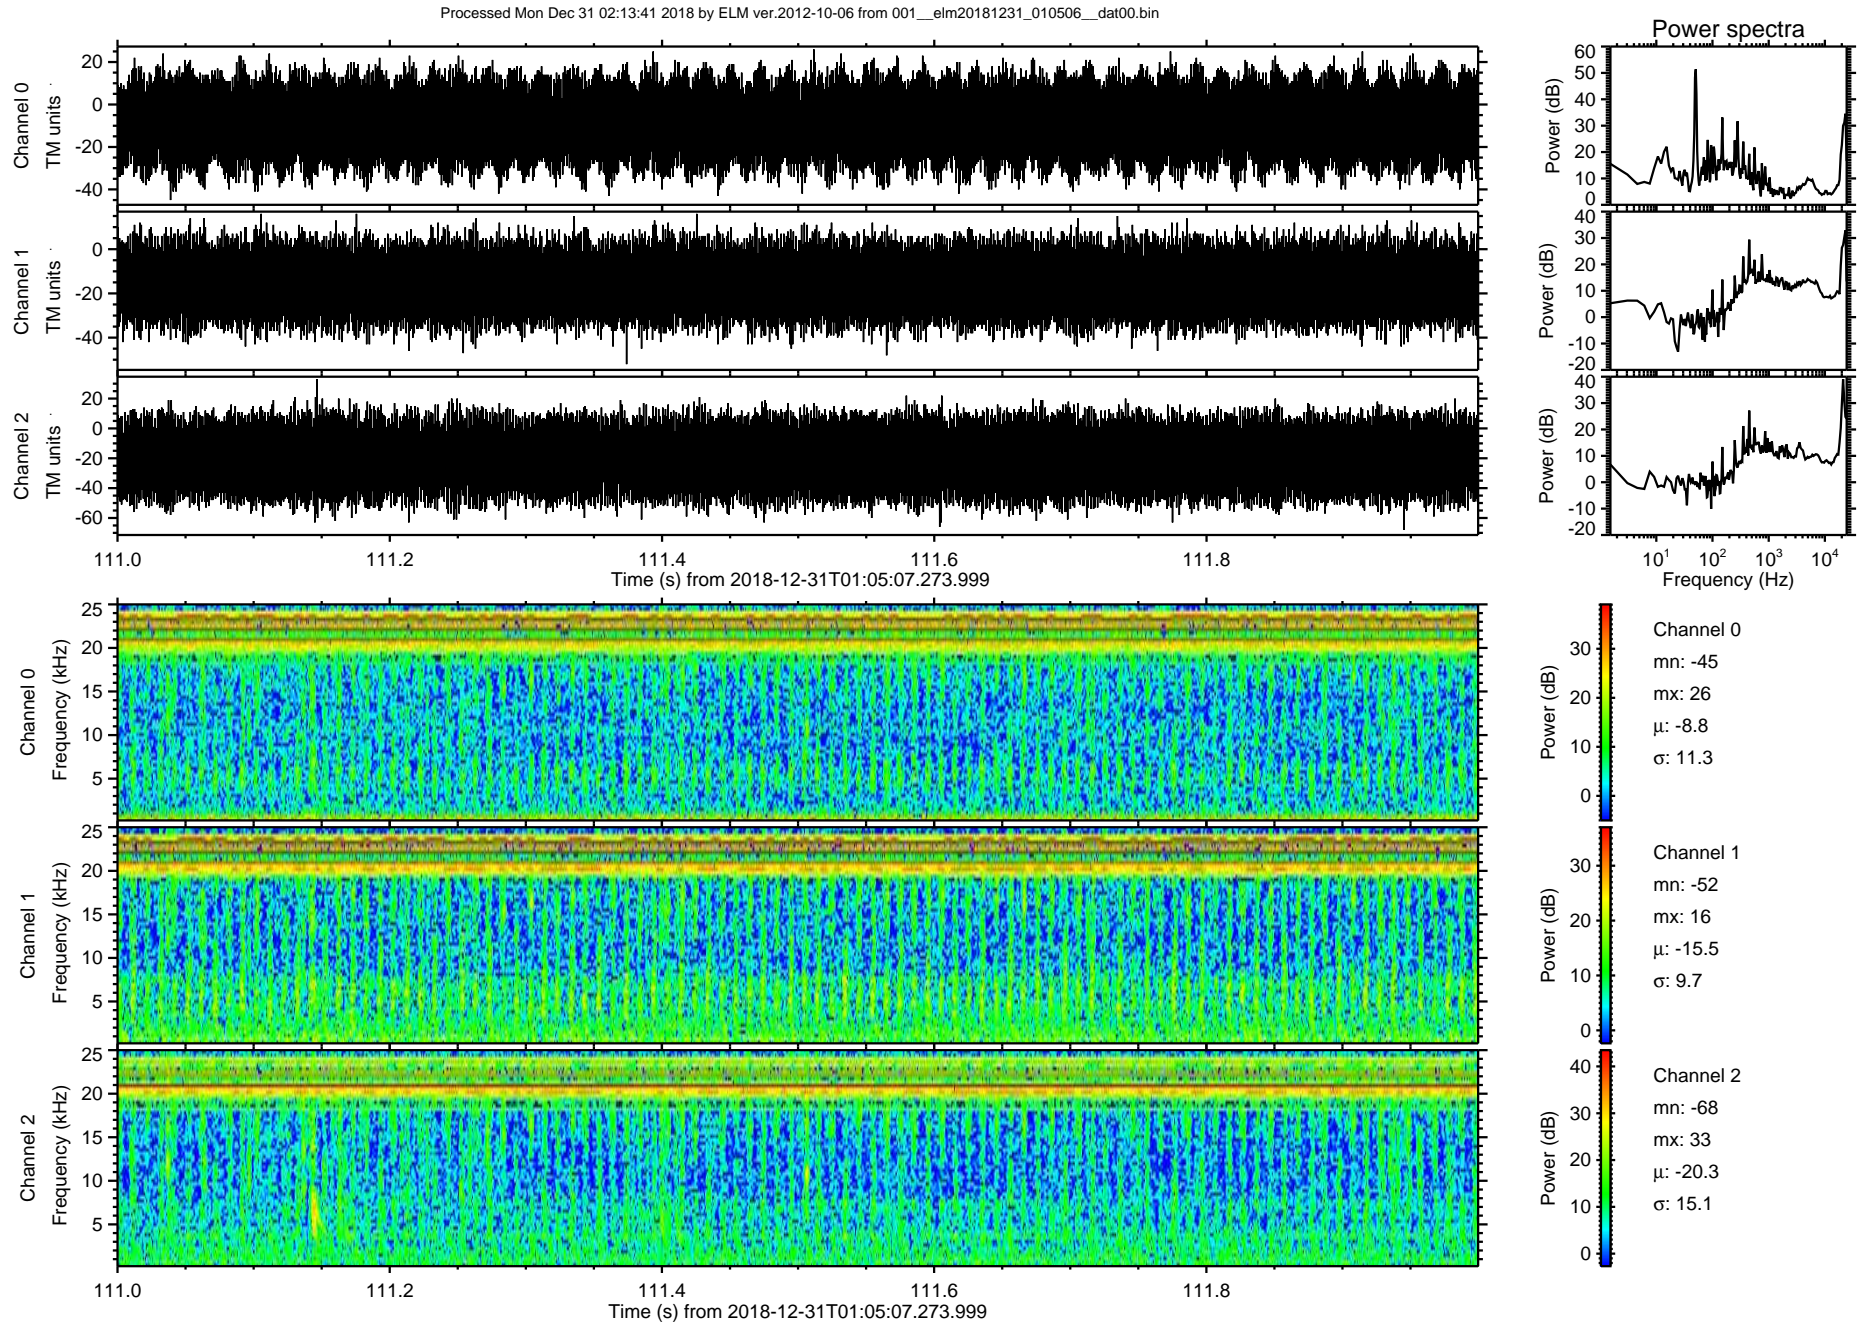 Processed Mon Dec 31 02:13:41 2018 by ELM ver.2012-10-06 from 001__elm20181231_010506__dat00.bin
Power spectra
Channel 0
TM units
20
0
-20
-40
Power (dB)
60
50
40
30
20
10
0
Channel 1
TM units
0
-20
-40
Power (dB)
40
30
20
10
0
-10
-20
Channel 2
TM units
20
0
-20
-40
-60
Power (dB)
40
30
20
10
0
-10
-20
111.0 111.2 111.4 111.6 111.8
Time (s) from 2018-12-31T01:05:07.273.999
10¹ 10² 10³ 10⁴
Frequency (Hz)
Channel 0
Frequency (kHz)
25
20
15
10
5
Power (dB)
30
20
10
0
Channel 0
mn: -45
mx: 26
μ: -8.8
σ: 11.3
Channel 1
Frequency (kHz)
25
20
15
10
5
Power (dB)
30
20
10
0
Channel 1
mn: -52
mx: 16
μ: -15.5
σ: 9.7
Channel 2
Frequency (kHz)
25
20
15
10
5
Power (dB)
40
30
20
10
0
Channel 2
mn: -68
mx: 33
μ: -20.3
σ: 15.1
111.0 111.2 111.4 111.6 111.8
Time (s) from 2018-12-31T01:05:07.273.999